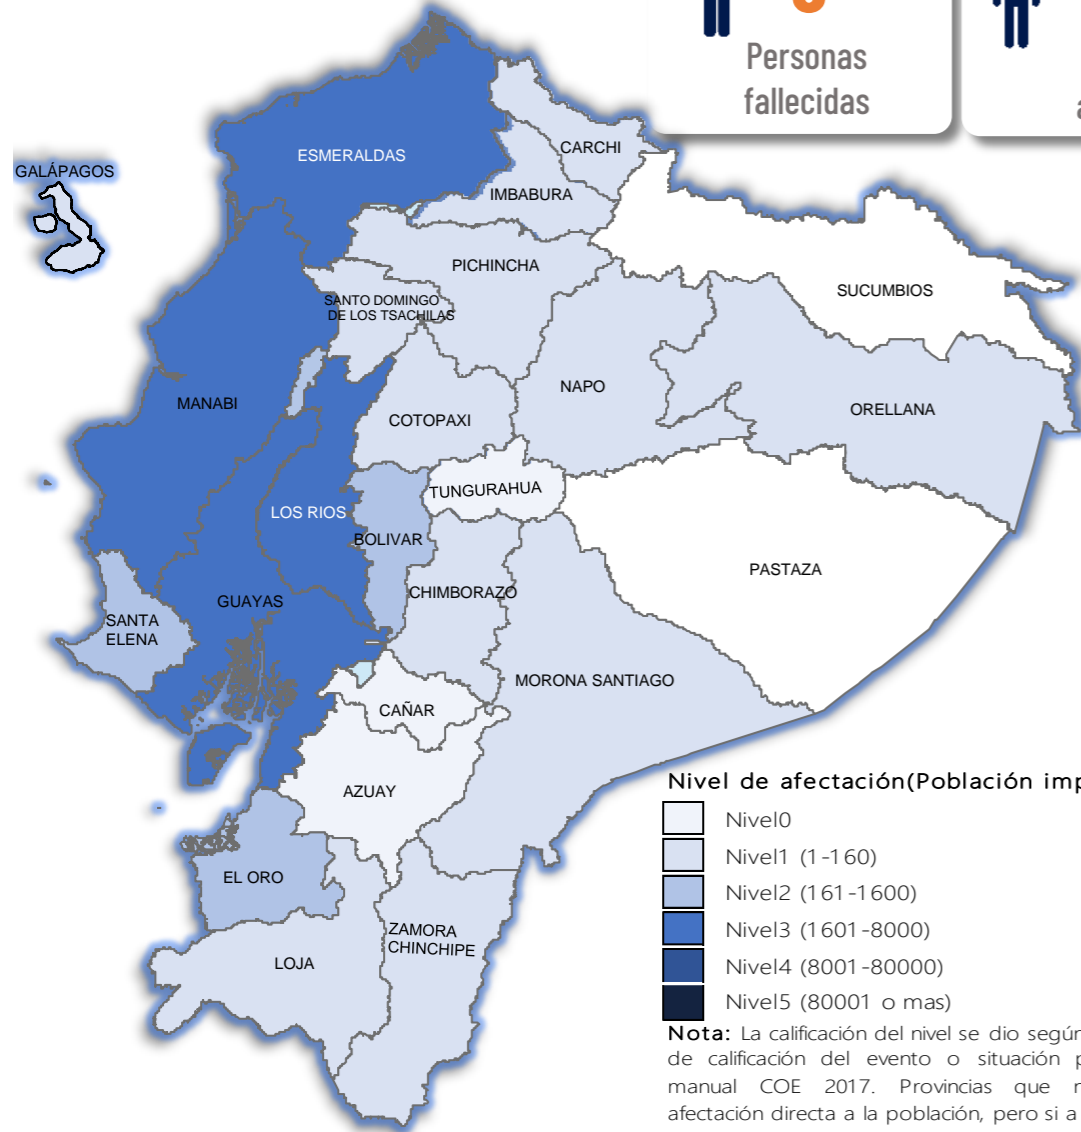 Personas
fallecidas
ESMERALDAS
CARCHI
GALÁPAGOS
IMBABURA
PICHINCHA
SUCUMBIOS
SANTO DOMINGO
DE LOS TSACHILAS
NAPO
MANABI
ORELLANA
COTOPAXI
TUNGURAHUA
LOS RIOS
BOLIVAR
PASTAZA
CHIMBORAZO
GUAYAS
SANTA
ELENA
MORONA SANTIAGO
CAÑAR
AZUAY
EL ORO
ZAMORA
CHINCHIPE
LOJA
Nivel de afectación(Población imp
Nivel0
Nivel1 (1-160)
Nivel2 (161-1600)
Nivel3 (1601-8000)
Nivel4 (8001-80000)
Nivel5 (80001 o mas)
Nota: La calificación del nivel se dio según
de calificación del evento o situación p
manual COE 2017. Provincias que
afectación directa a la población, pero si a